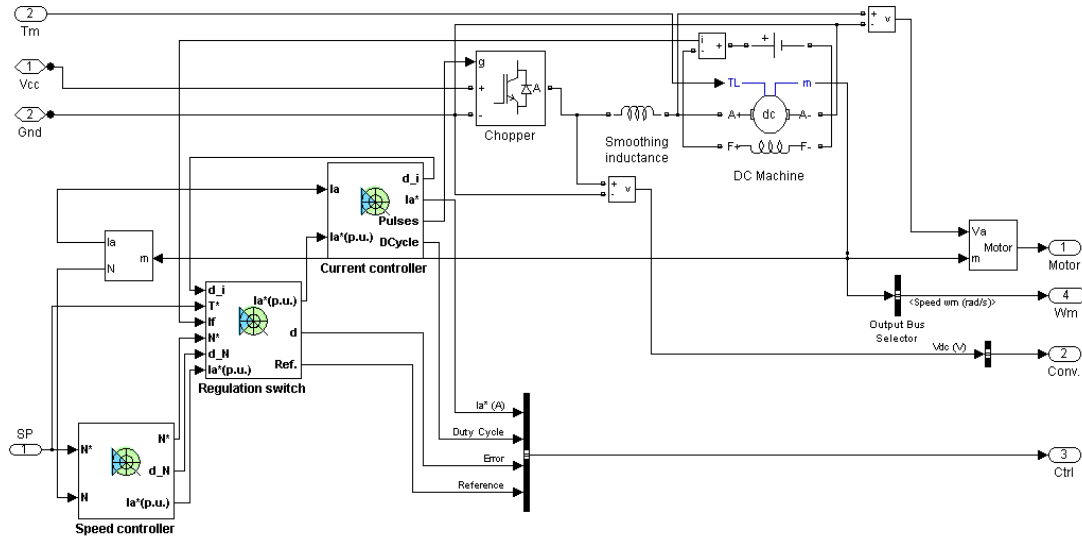 2
Tm
1
Vcc
2
Gnd
g
+
-
A
Chopper
Smoothing
inductance
i
+
-
+
TL
m
A+
dc
A-
F+
F-
DC Machine
+
-
v
+
-
v
Ia
Ia*(p.u.)
d_i
Ia*
Pulses
DCycle
Current controller
Ia
N
m
d_i
T*
If
N*
d_N
Ia*(p.u.)
Ia*(p.u.)
d
Ref.
Regulation switch
SP
1
N*
N
N*
d_N
Ia*(p.u.)
Speed controller
Va
m
Motor
1
Motor
<Speed wm (rad/s)>
Output Bus
Selector
4
Wm
Vdc (V)
2
Conv.
Ia* (A)
Duty Cycle
Error
Reference
3
Ctrl